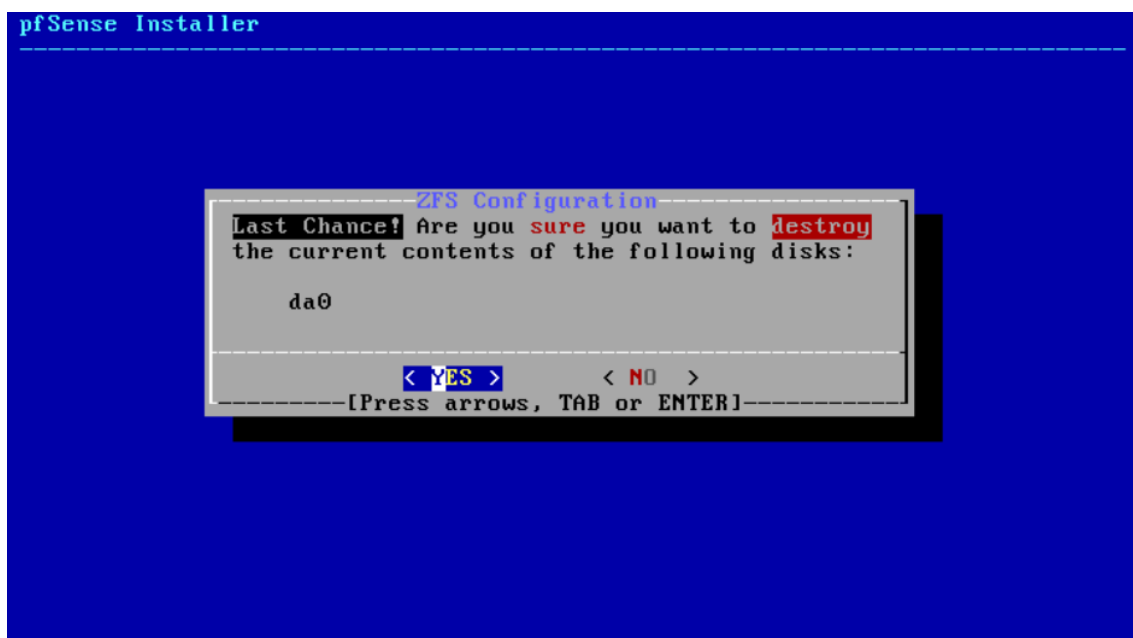 pfSense Installer
ZFS Configuration
Last Chance! Are you sure you want to destroy
the current contents of the following disks:
da0
< YES > < NO >
[Press arrows, TAB or ENTER]